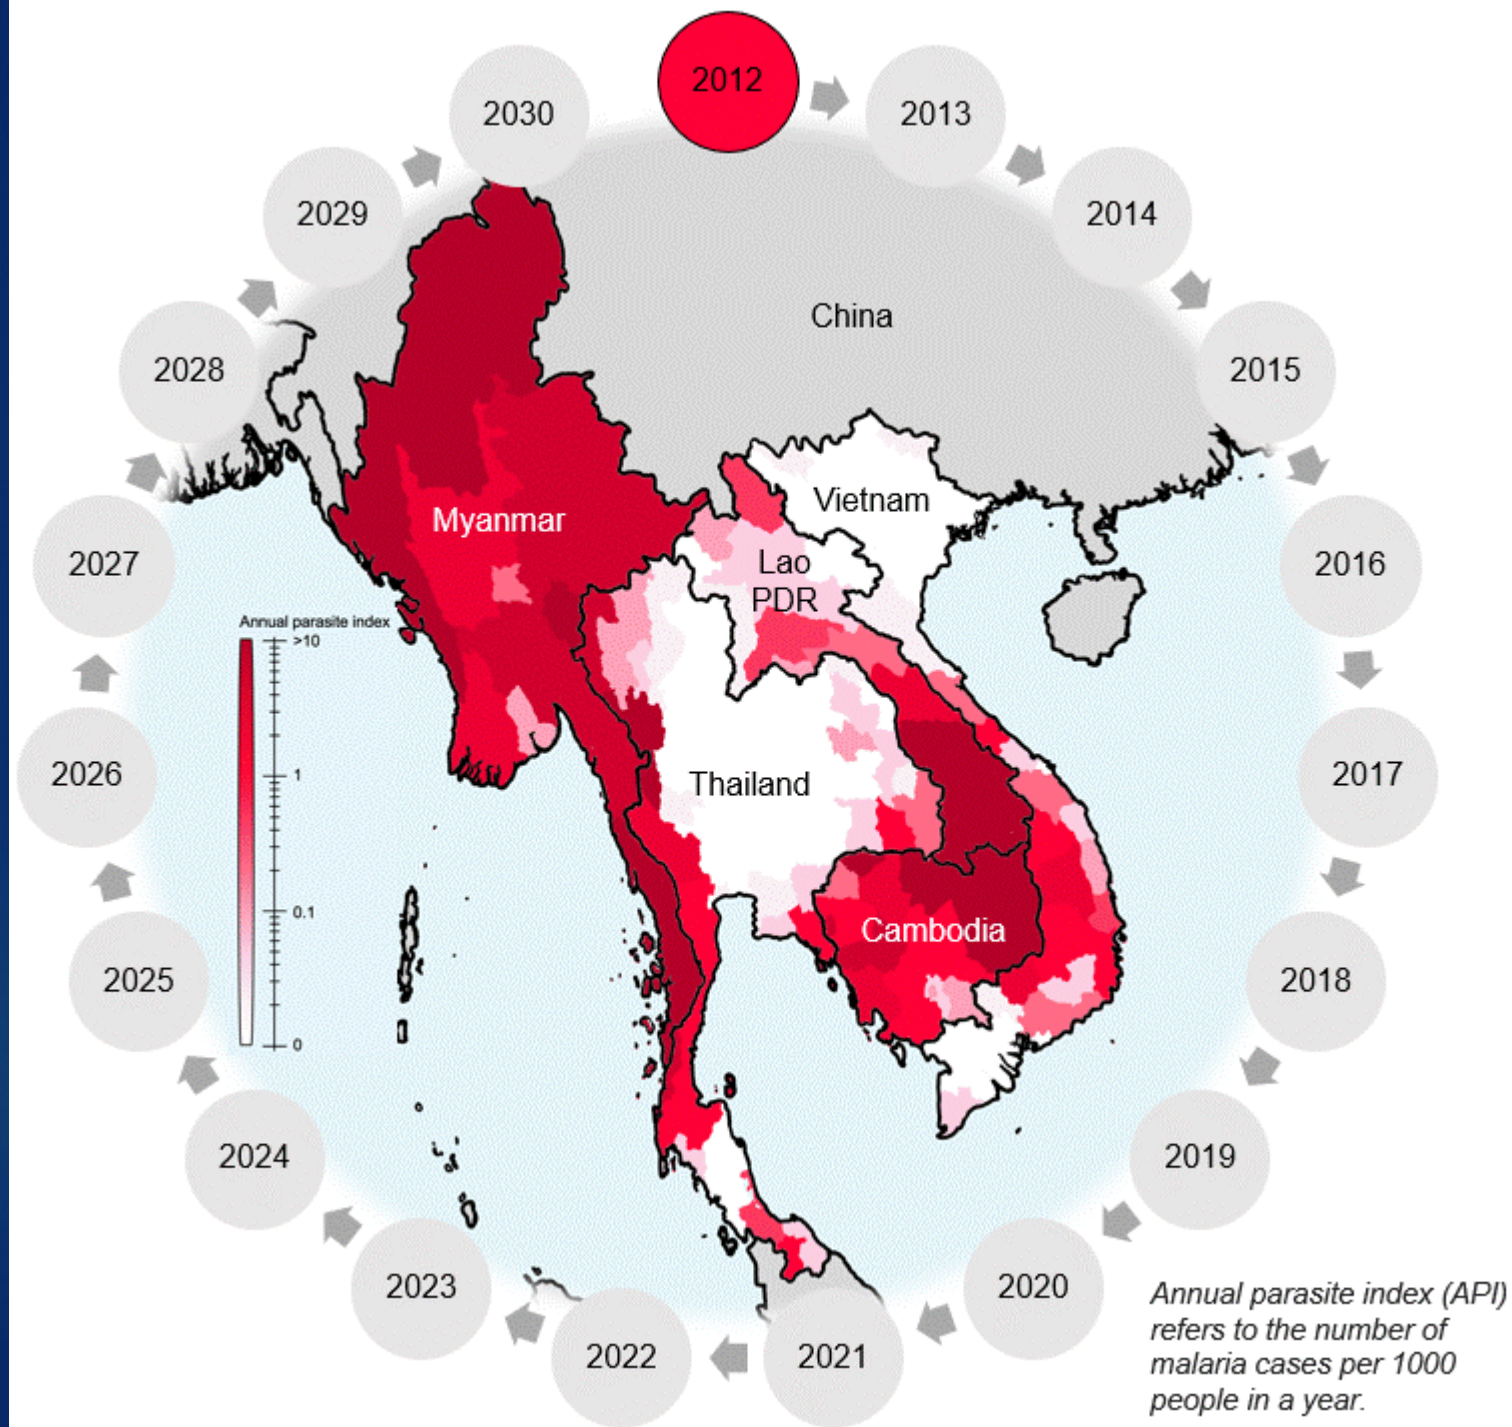 2012
2013
2014
2015
2016
2017
2018
2019
2020
2021
2022
2023
2024
2025
2026
2027
2028
2029
2030
China
Myanmar
Vietnam
Lao
PDR
Thailand
Cambodia
Annual parasite index
>10
1
0.1
0
Annual parasite index (API)
refers to the number of
malaria cases per 1000
people in a year.